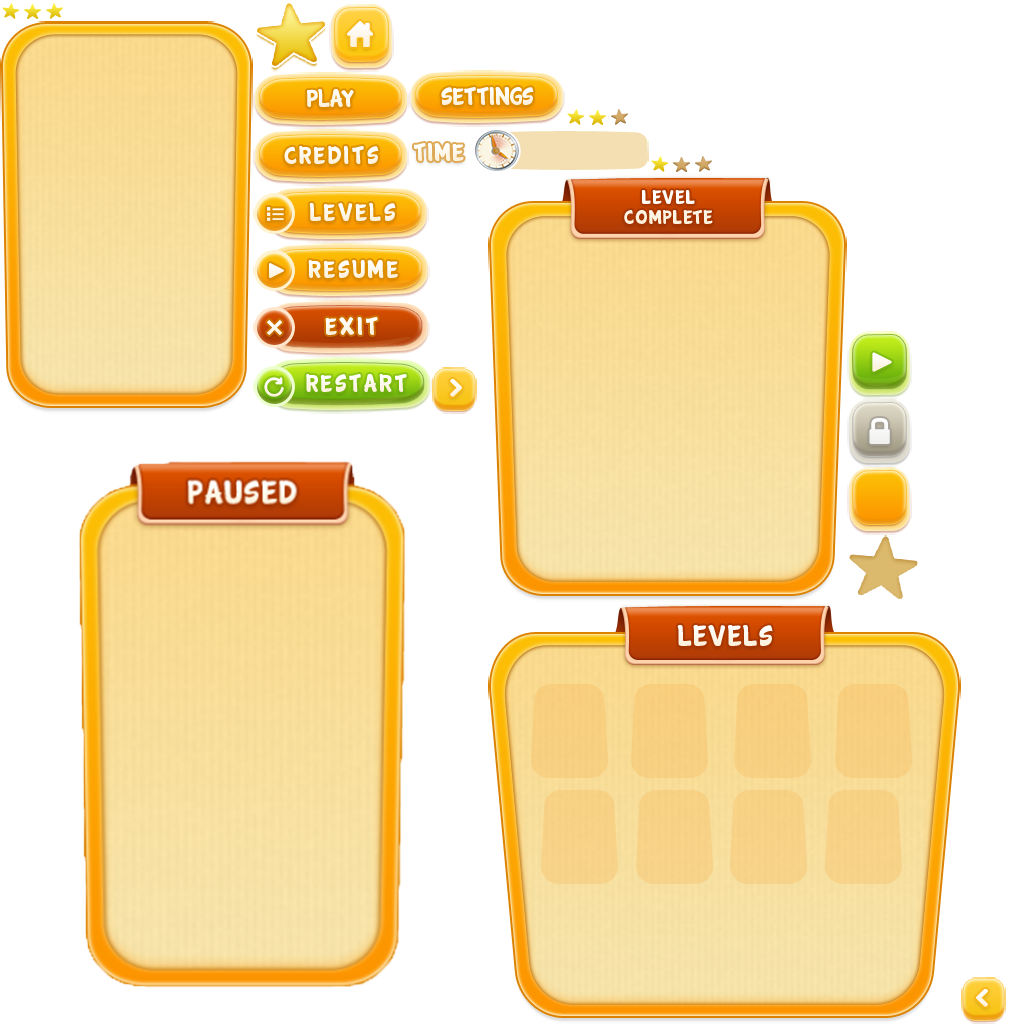 PLAY
SETTINGS
CREDITS
TIME
LEVELS
RESUME
EXIT
RESTART
LEVEL
COMPLETE
PAUSED
LEVELS